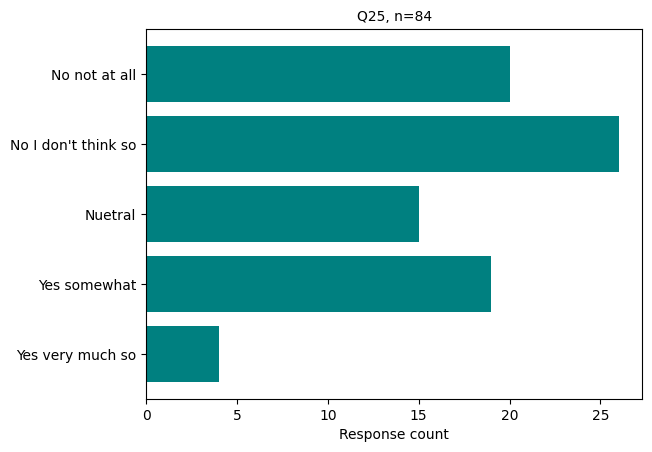 Q25, n=84
No not at all
No I don't think so
Nuetral
Yes somewhat
Yes very much so
0 5 10 15 20 25
Response count